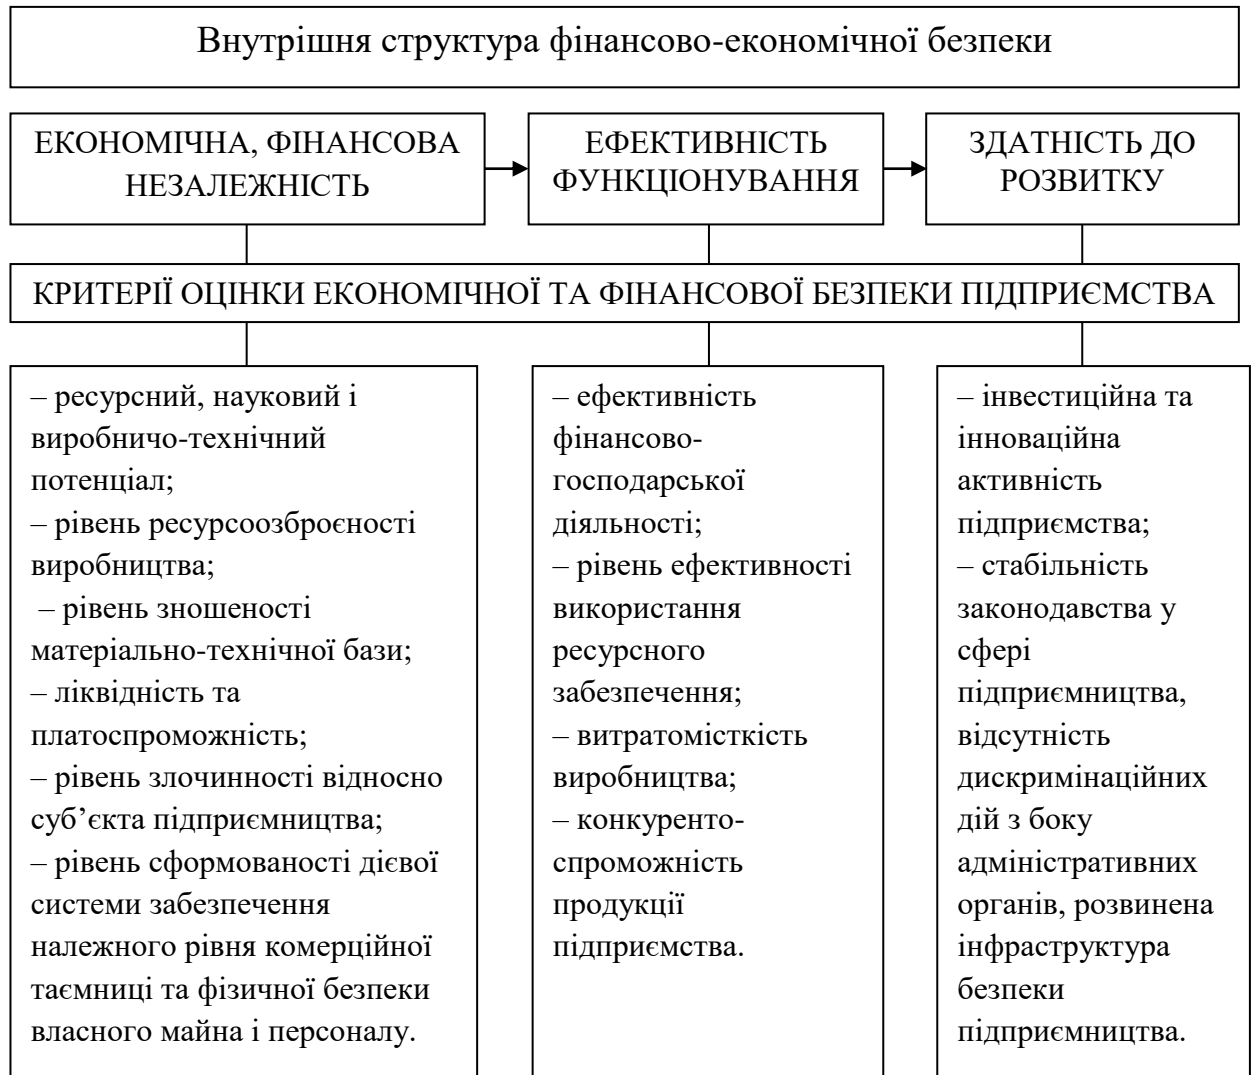 Внутрішня структура фінансово-економічної безпеки
ЕКОНОМІЧНА, ФІНАНСОВА
НЕЗАЛЕЖНІСТЬ
ЕФЕКТИВНІСТЬ
ФУНКЦІОНУВАННЯ
ЗДАТНІСТЬ ДО
РОЗВИТКУ
КРИТЕРІЇ ОЦІНКИ ЕКОНОМІЧНОЇ ТА ФІНАНСОВОЇ БЕЗПЕКИ ПІДПРИЄМСТВА
– ресурсний, науковий і
виробничо-технічний
потенціал;
– рівень ресурсоозброєності
виробництва;
– рівень зношеності
матеріально-технічної бази;
– ліквідність та
платоспроможність;
– рівень злочинності відносно
суб’єкта підприємництва;
– рівень сформованості дієвої
системи забезпечення
належного рівня комерційної
таємниці та фізичної безпеки
власного майна і персоналу.
– ефективність
фінансово-
господарської
діяльності;
– рівень ефективності
використання
ресурсного
забезпечення;
– витратомісткість
виробництва;
– конкуренто-
спроможність
продукції
підприємства.
– інвестиційна та
інноваційна
активність
підприємства;
– стабільність
законодавства у
сфері
підприємництва,
відсутність
дискримінаційних
дій з боку
адміністративних
органів, розвинена
інфраструктура
безпеки
підприємництва.